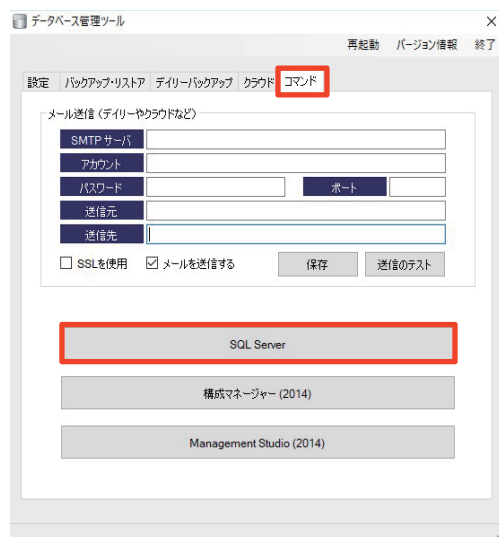 データベース管理ツール
再起動 バージョン情報 終了
設定 バックアップ・リストア デイリーバックアップ クラウド コマンド
メール送信（デイリーやクラウドなど）
SMTPサーバ
アカウント
パスワード ポート
送信元
送信先
SSLを使用 メールを送信する 保存 送信のテスト
SQL Server
構成マネージャー (2014)
Management Studio (2014)